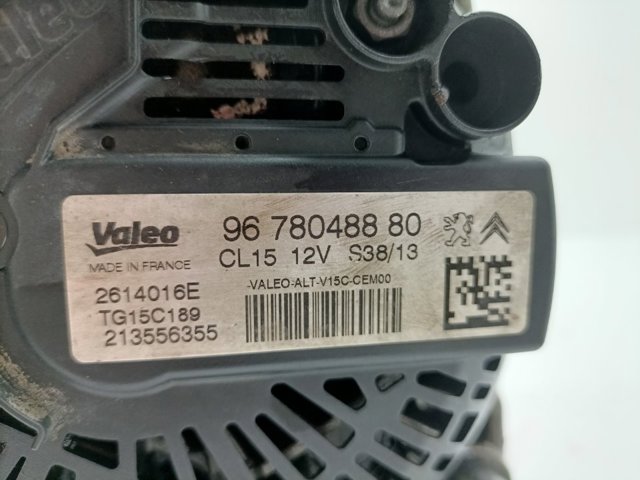 Valeo
96 780488 80
MADE IN FRANCE
CL15 12V S38/13
2614016E
-VALEO-ALT-V15C-CEM00
TG15C189
213556355